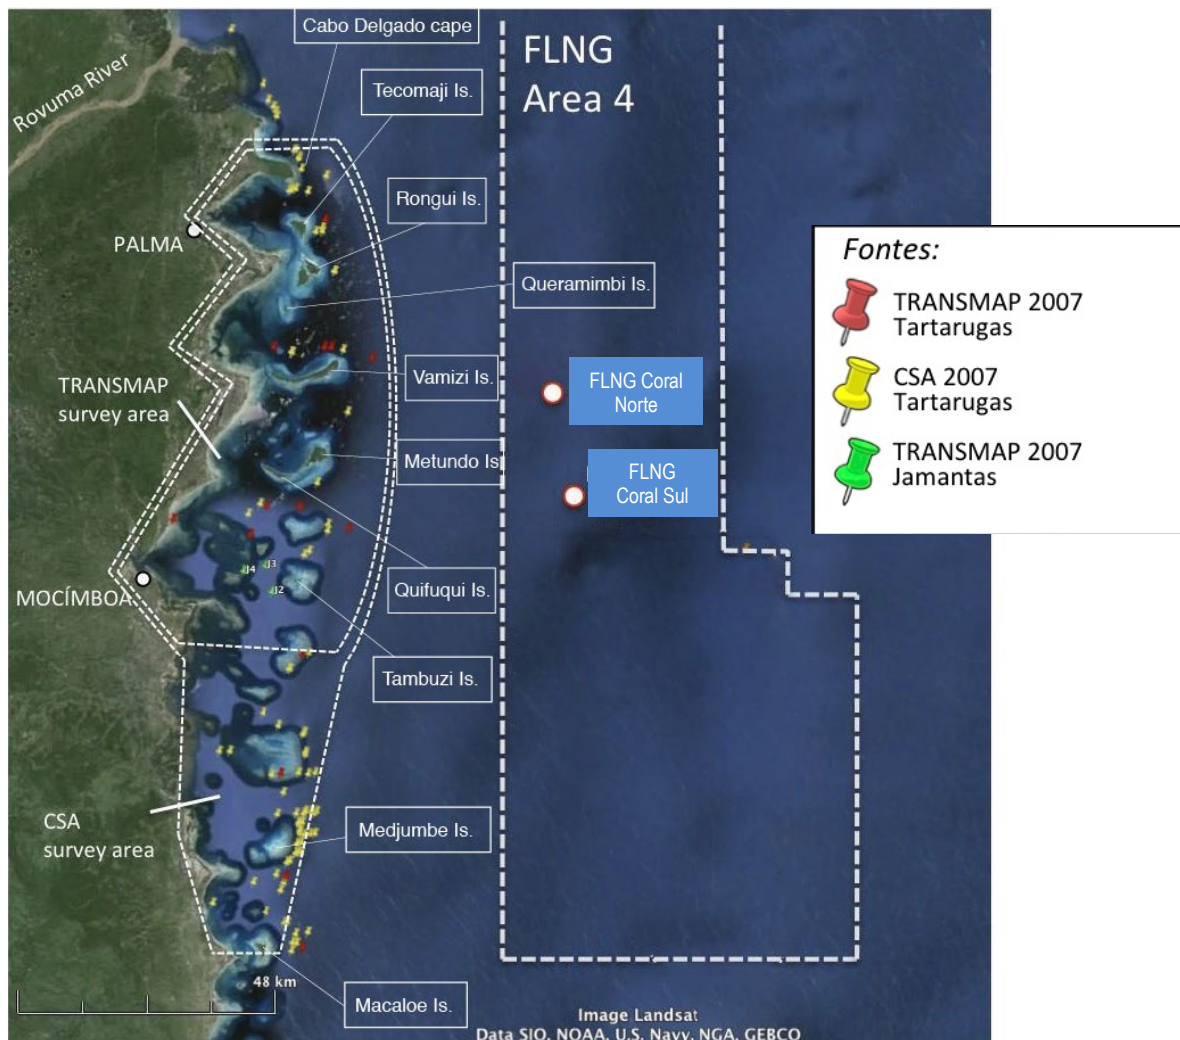 Cabo Delgado cape
FLNG
Area 4
Rovuma River
Tecomaji Is.
Rongui Is.
PALMA
Fontes:
TRANSMAP 2007
Tartarugas
CSA 2007
Tartarugas
TRANSMAP 2007
Jamantas
Queramimbi Is.
Vamizi Is.
FLNG Coral
Norte
TRANSMAP
survey area
Metundo Is
FLNG
Coral Sul
J4
J3
J2
MOCÍMBOA
Quifuqui Is.
Tambuzi Is.
CSA
survey area
Medjumbe Is.
48 km
Macaloe Is.
Image Landsat
Data SIO, NOAA, U.S. Navy, NGA, GEBCO